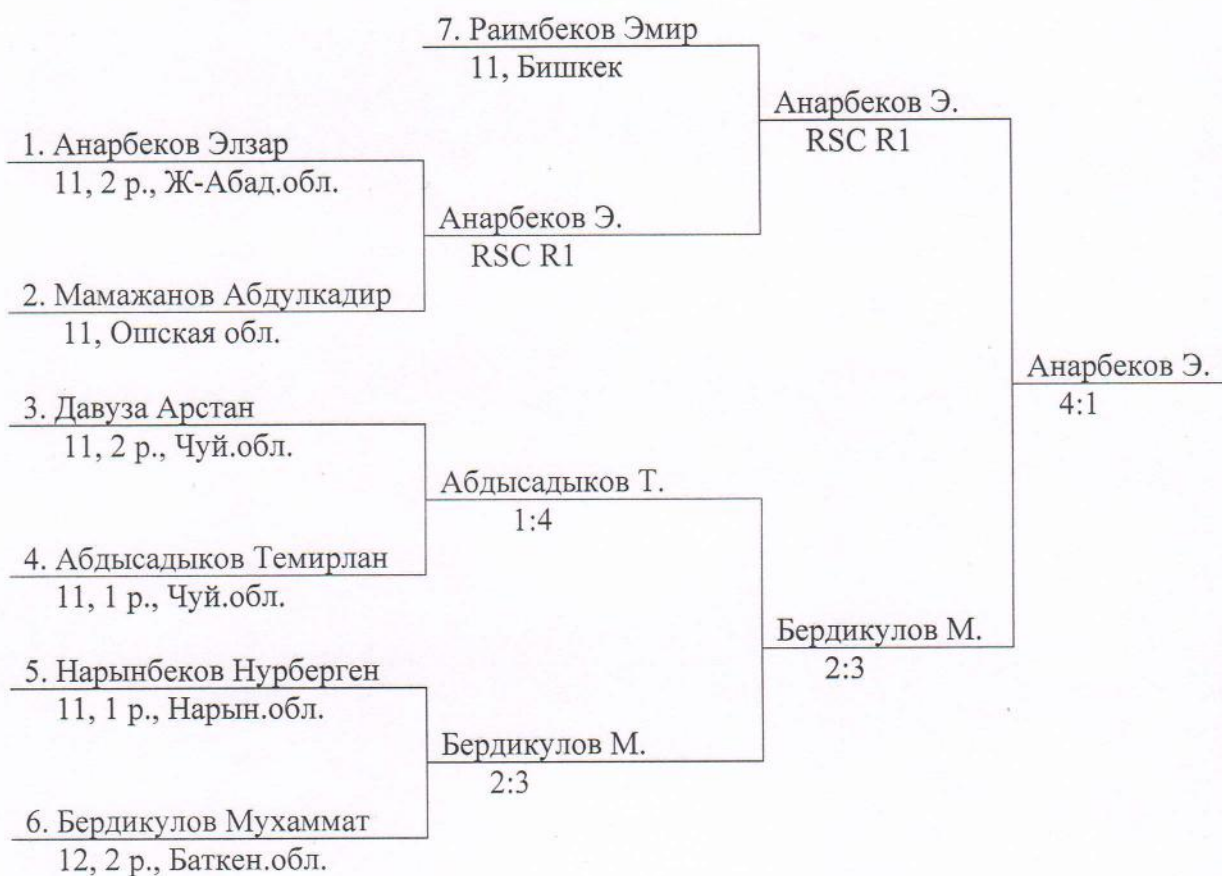 7. Раимбеков Эмир
11, Бишкек
Анарбеков Э.
RSC R1
1. Анарбеков Элзар
11, 2 р., Ж-Абад.обл.
Анарбеков Э.
RSC R1
2. Мамажанов Абдулкадир
11, Ошская обл.
Анарбеков Э.
4:1
3. Давуза Арстан
11, 2 р., Чуй.обл.
Абдысадыков Т.
1:4
4. Абдысадыков Темирлан
11, 1 р., Чуй.обл.
Бердикулов М.
2:3
5. Нарынбеков Нурберген
11, 1 р., Нарын.обл.
Бердикулов М.
2:3
6. Бердикулов Мухаммат
12, 2 р., Баткен.обл.